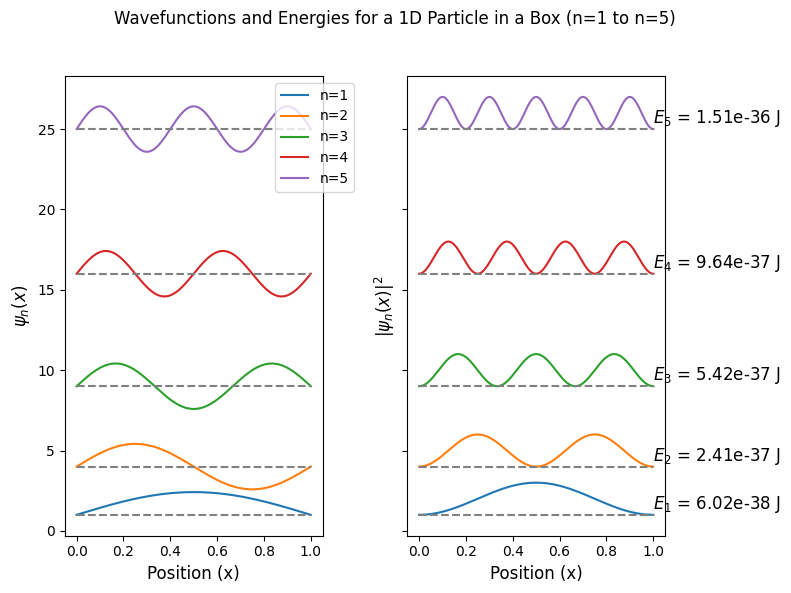 Wavefunctions and Energies for a 1D Particle in a Box (n=1 to n=5)
ψn(x)
25
20
15
10
5
0
0.0 0.2 0.4 0.6 0.8 1.0
Position (x)
n=1
n=2
n=3
n=4
n=5
|ψn(x)|²
0.0 0.2 0.4 0.6 0.8 1.0
Position (x)
E5 = 1.51e-36 J
E4 = 9.64e-37 J
E3 = 5.42e-37 J
E2 = 2.41e-37 J
E1 = 6.02e-38 J